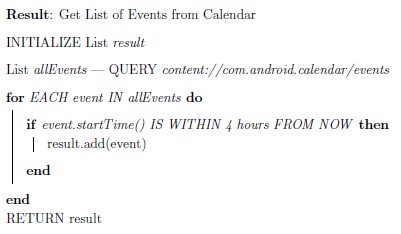 Result: Get List of Events from Calendar
INITIALIZE List result
List allEvents — QUERY content://com.android.calendar/events
for EACH event IN allEvents do
if event.startTime() IS WITHIN 4 hours FROM NOW then
result.add(event)
end
end
RETURN result